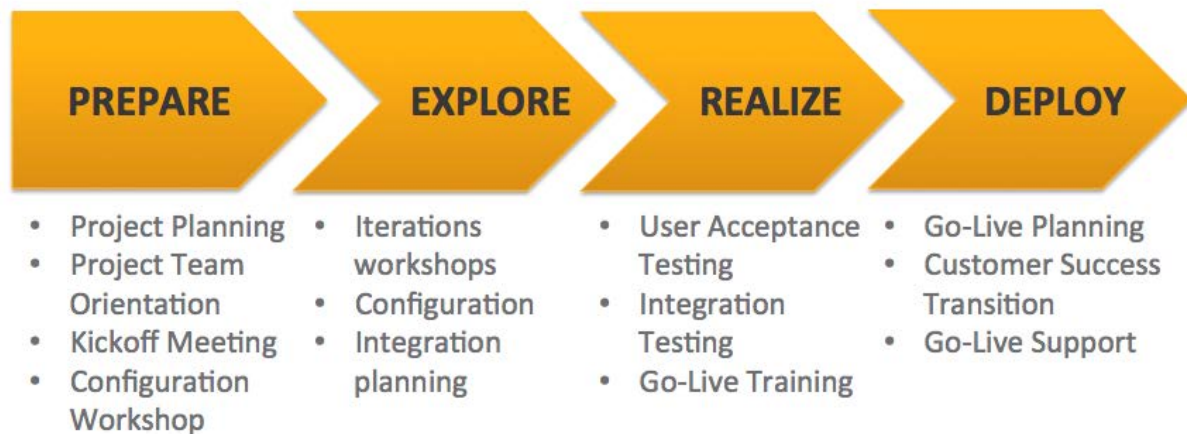 PREPARE
EXPLORE
REALIZE
DEPLOY
• Project Planning
• Project Team
Orientation
• Kickoff Meeting
• Configuration
Workshop
• Iterations
workshops
• Configuration
• Integration
planning
• User Acceptance
Testing
• Integration
Testing
• Go-Live Training
• Go-Live Planning
• Customer Success
Transition
• Go-Live Support